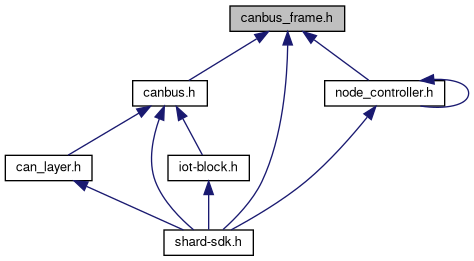 canbus_frame.h
canbus.h
node_controller.h
can_layer.h
iot-block.h
shard-sdk.h